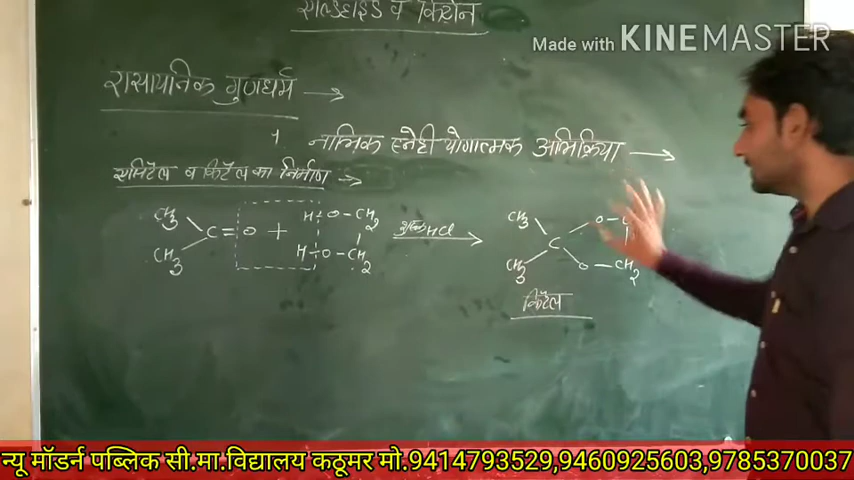 एल्डिहाइड व किटोन
Made with KINEMASTER
रासायनिक गुणधर्म →
1 नाभिक स्नेही योगात्मक अभिक्रिया →
एसिटैल व किटैल का निर्माण →
CH3 CH3 C = O + H-O-CH2 H-O-CH2 शुष्क HCl → CH3 CH3 C O- O-CH2
किटैल
न्यू मॉडर्न पब्लिक सी.मा.विद्यालय कठूमर मो.9414793529,9460925603,9785370037